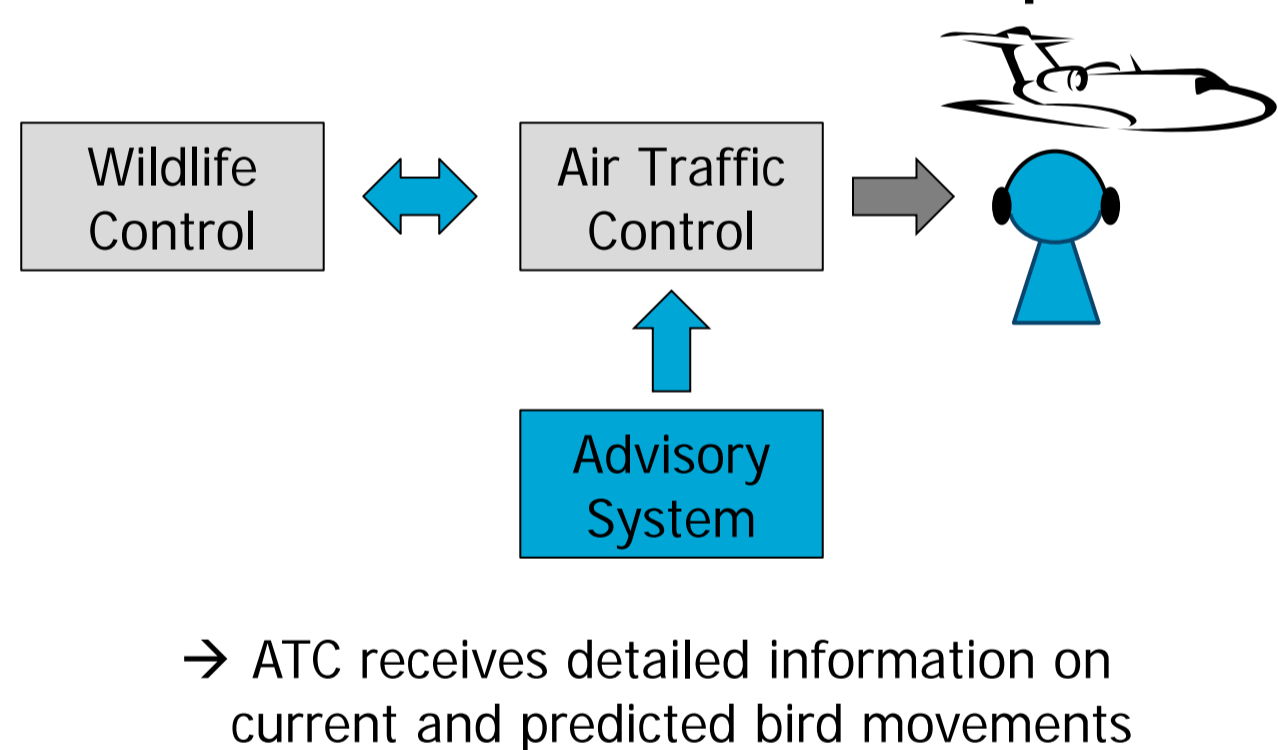 Wildlife
Control
Air Traffic
Control
Advisory
System
→ ATC receives detailed information on
current and predicted bird movements